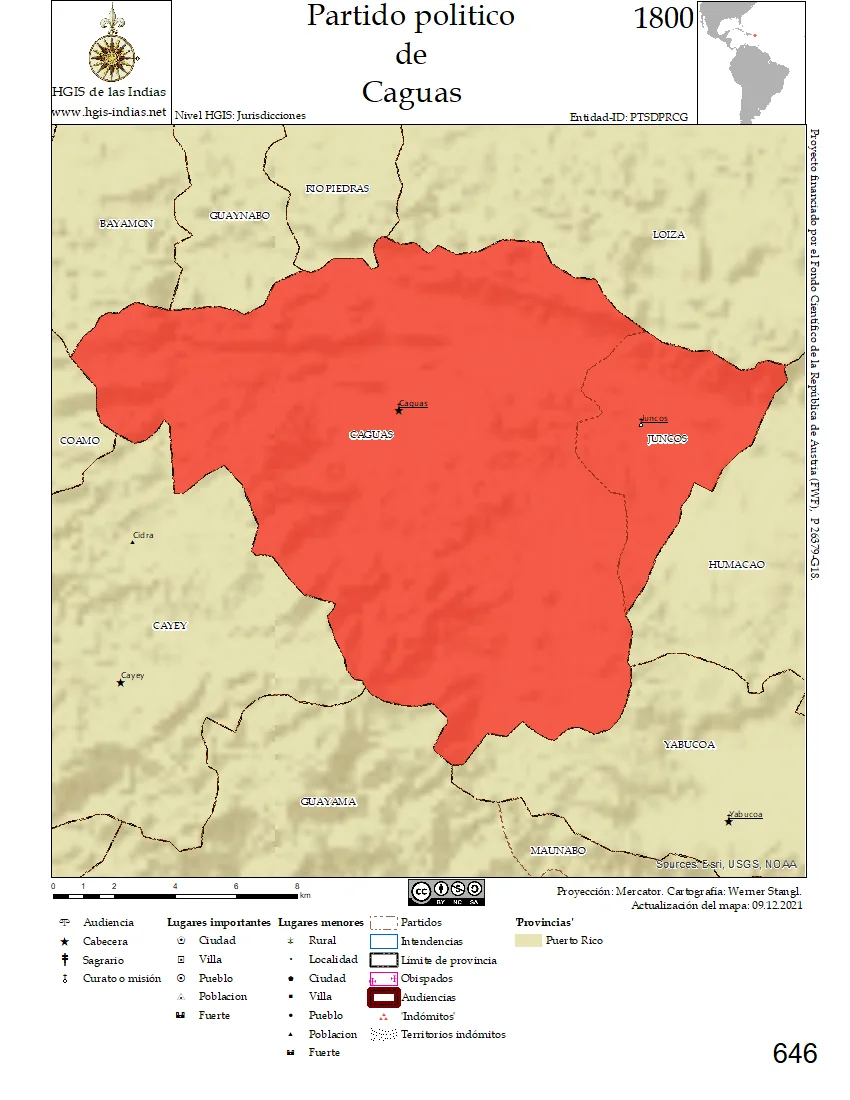 Partido politico
de
Caguas
1800
HGIS de las Indias
www.hgis-indias.net
Nivel HGIS: Jurisdicciones
Entidad-ID: PTSDPRCG
Proyecto financiado por el Fondo Científico de la República de Austria (FWF), P 26379-G18.
RIO PIEDRAS
GUAYNABO
BAYAMON
LOIZA
Caguas
CAGUAS
Juncos
JUNCOS
COAMO
Cidra
HUMACAO
CAYEY
Cayey
YABUCOA
GUAYAMA
Yabucoa
MAUNABO
Sources: Esri, USGS, NOAA
0 1 2 4 6 8
km
CC BY NC SA
Proyección: Mercator. Cartografía: Werner Stangl.
Actualización del mapa: 09.12.2021
Audiencia
Cabecera
Sagrario
Curato o misión
Lugares importantes
Ciudad
Villa
Pueblo
Poblacion
Fuerte
Lugares menores
Rural
Localidad
Ciudad
Villa
Pueblo
Poblacion
Fuerte
Partidos
Intendencias
Límite de provincia
Obispados
Audiencias
'Indómitos'
Territorios indómitos
'Provincias'
Puerto Rico
646